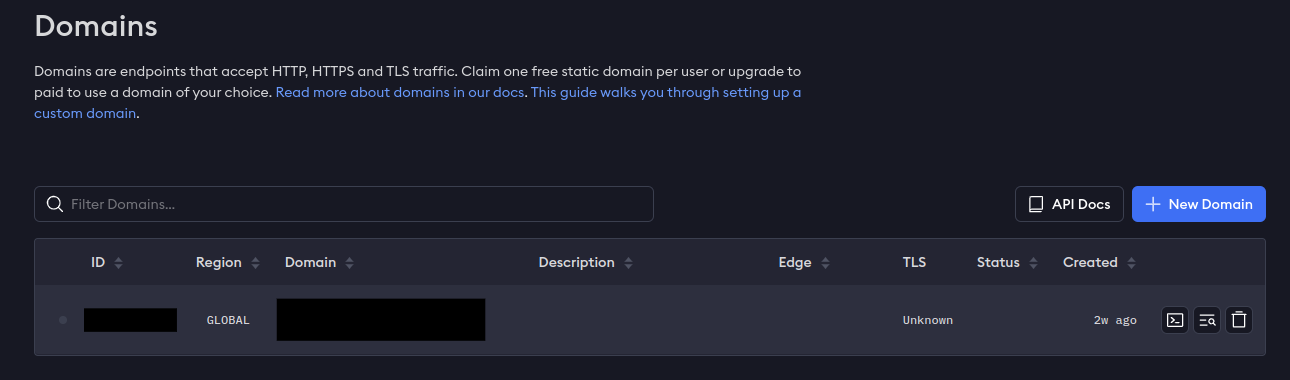 Domains
Domains are endpoints that accept HTTP, HTTPS and TLS traffic. Claim one free static domain per user or upgrade to
paid to use a domain of your choice. Read more about domains in our docs. This guide walks you through setting up a
custom domain.
Filter Domains...
API Docs
New Domain
ID Region Domain Description Edge TLS Status Created
GLOBAL Unknown 2w ago